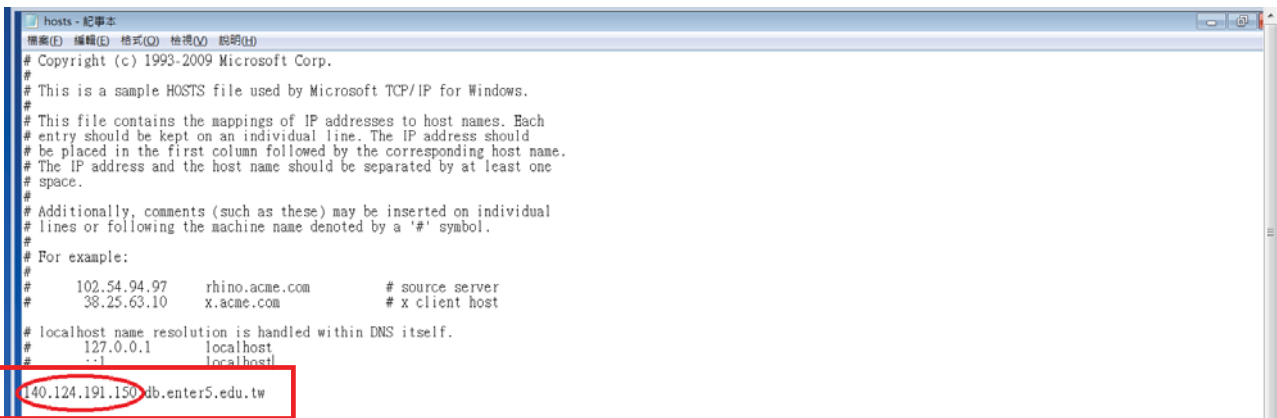 hosts - 記事本
檔案(F) 編輯(E) 格式(O) 檢視(V) 說明(H)
# Copyright (c) 1993-2009 Microsoft Corp.
#
# This is a sample HOSTS file used by Microsoft TCP/IP for Windows.
#
# This file contains the mappings of IP addresses to host names. Each
# entry should be kept on an individual line. The IP address should
# be placed in the first column followed by the corresponding host name.
# The IP address and the host name should be separated by at least one
# space.
#
# Additionally, comments (such as these) may be inserted on individual
# lines or following the machine name denoted by a '#' symbol.
#
# For example:
#
# 102.54.94.97 rhino.acme.com # source server
# 38.25.63.10 x.acme.com # x client host
# localhost name resolution is handled within DNS itself.
# 127.0.0.1 localhost
# ::1 localhost
140.124.191.150 db.enter5.edu.tw